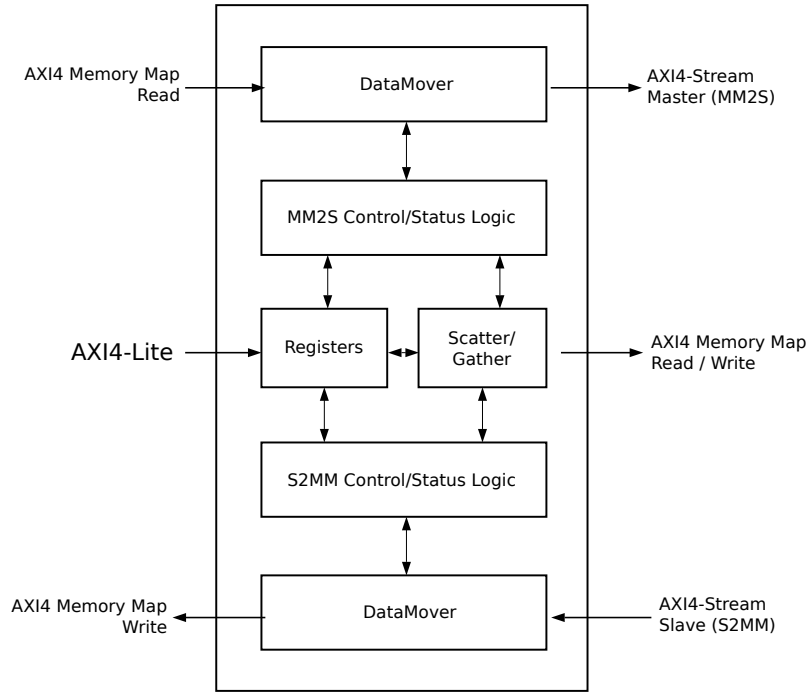 AXI4 Memory Map
Read
DataMover
AXI4-Stream
Master (MM2S)
MM2S Control/Status Logic
AXI4-Lite
Registers
Scatter/
Gather
AXI4 Memory Map
Read / Write
S2MM Control/Status Logic
AXI4 Memory Map
Write
DataMover
AXI4-Stream
Slave (S2MM)